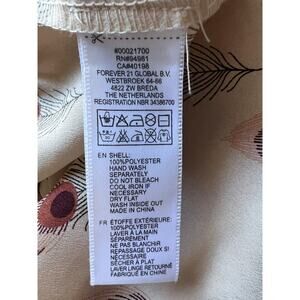 #00021700
RN#94981
CA#40198
FOREVER 21 GLOBAL B.V.
WESTBROEK 64-66
4822 ZW BREDA
THE NETHERLANDS
REGISTRATION NBR 34386700
EN SHELL:
100%POLYESTER
HAND WASH
SEPARATELY
DO NOT BLEACH
COOL IRON IF
NECESSARY
DRY FLAT
WASH INSIDE OUT
MADE IN CHINA
FR ÉTOFFE EXTÉRIEURE:
100%POLYESTER
LAVER À LA MAIN
SÉPARÉMENT
NE PAS BLANCHIR
REPASSAGE DOUX SI
NÉCESSAIRE
SÉCHER À PLAT
LAVER LINGE RETOURNÉ
FABRIQUÉ EN CHINE